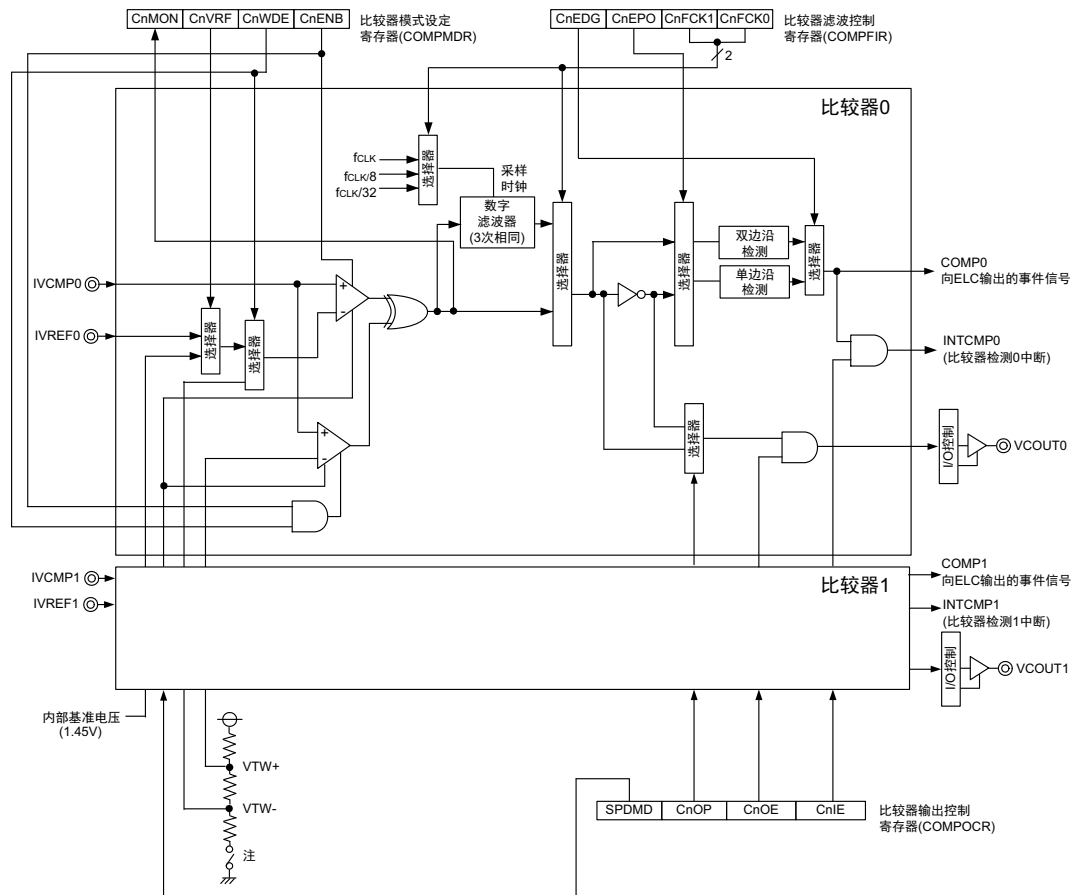 CnMON CnVRF CnWDE CnENB
比较器模式设定
寄存器(COMPMDR)
CnEDG CnEPO CnFCK1 CnFCK0
比较器滤波控制
寄存器(COMPFIR)
2
比较器0
fCLK
fCLK/8
fCLK/32
选择器
采样
时钟
数字
滤波器
(3次相同)
选择器
选择器
双边沿
检测
单边沿
检测
选择器
COMP0
向ELC输出的事件信号
IVCMP0
IVREF0
选择器
选择器
+
-
INTCMP0
(比较器检测0中断)
+
-
选择器
I/O控制
VCOUT0
IVCMP1
IVREF1
比较器1
COMP1
向ELC输出的事件信号
INTCMP1
(比较器检测1中断)
I/O控制
VCOUT1
内部基准电压
(1.45V)
VTW+
VTW-
注
SPDMD CnOP CnOE CnIE
比较器输出控制
寄存器(COMPOCR)